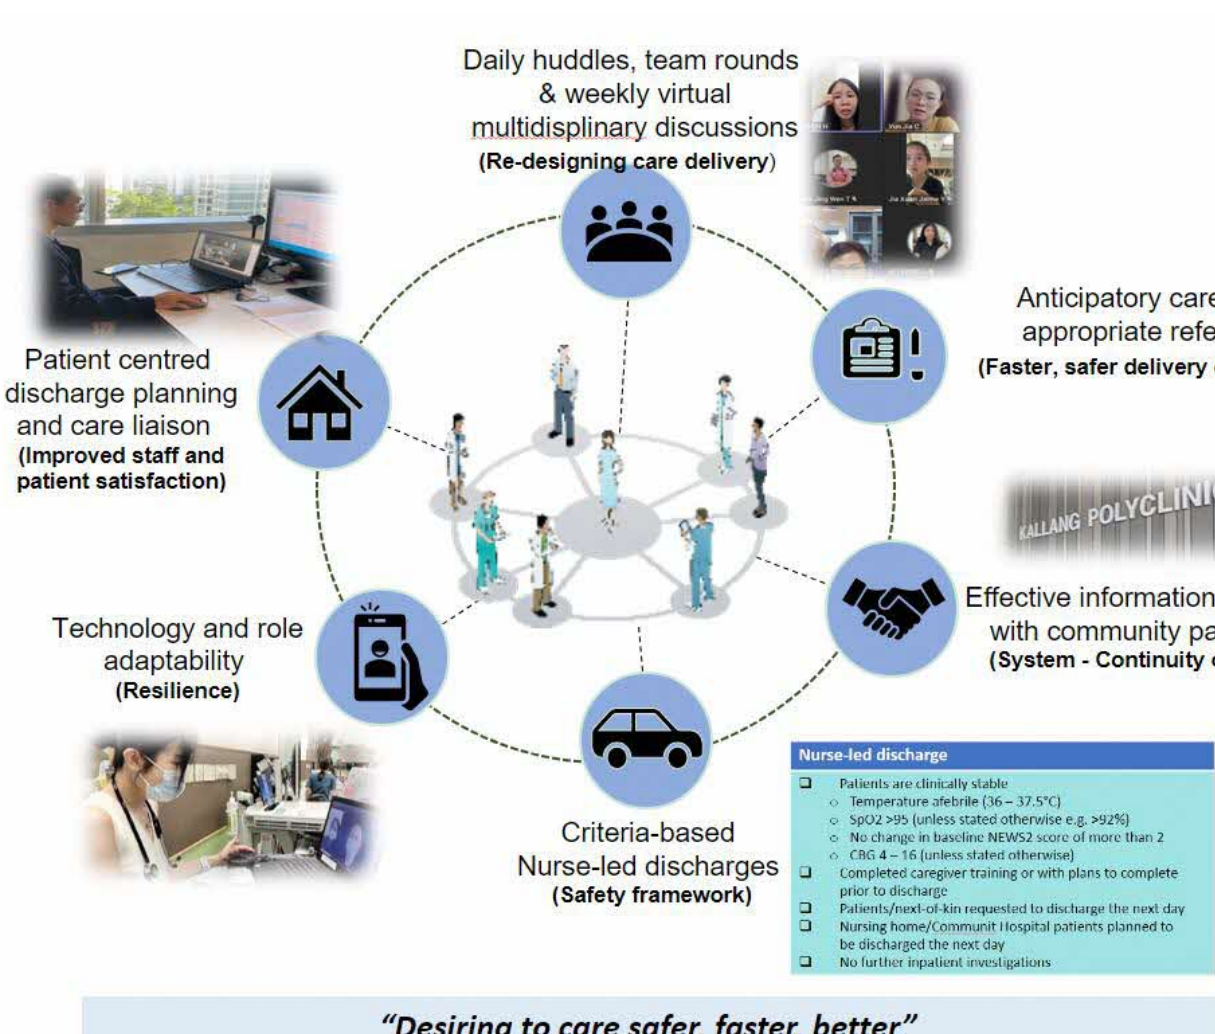 Daily huddles, team rounds
& weekly virtual
multidisplinary discussions
(Re-designing care delivery)
Anticipatory care
appropriate refe
(Faster, safer delivery
Patient centred
discharge planning
and care liaison
(Improved staff and
patient satisfaction)
KALLANG POLYCLINI
Effective information
with community pa
(System - Continuity
Technology and role
adaptability
(Resilience)
Criteria-based
Nurse-led discharges
(Safety framework)
Nurse-led discharge
❑ Patients are clinically stable
o Temperature afebrile (36 – 37.5°C)
o SpO2 >95 (unless stated otherwise e.g. >92%)
o No change in baseline NEWS2 score of more than 2
o CBG 4 – 16 (unless stated otherwise)
❑ Completed caregiver training or with plans to complete
prior to discharge
❑ Patients/next-of-kin requested to discharge the next day
❑ Nursing home/Communit Hospital patients planned to
be discharged the next day
❑ No further inpatient investigations
“Desiring to care safer, faster, better”